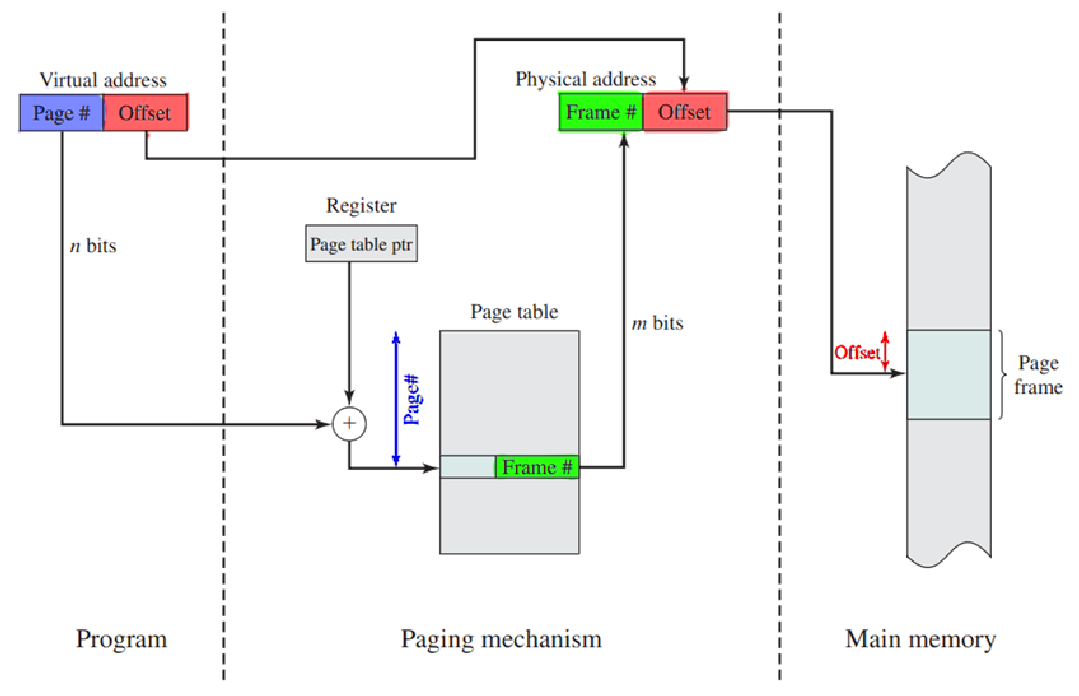 Virtual address
Page # Offset
Physical address
Frame # Offset
Register
n bits
Page table ptr
Page table
m bits
Page#
Offset
Page
frame
+
Frame #
Program
Paging mechanism
Main memory